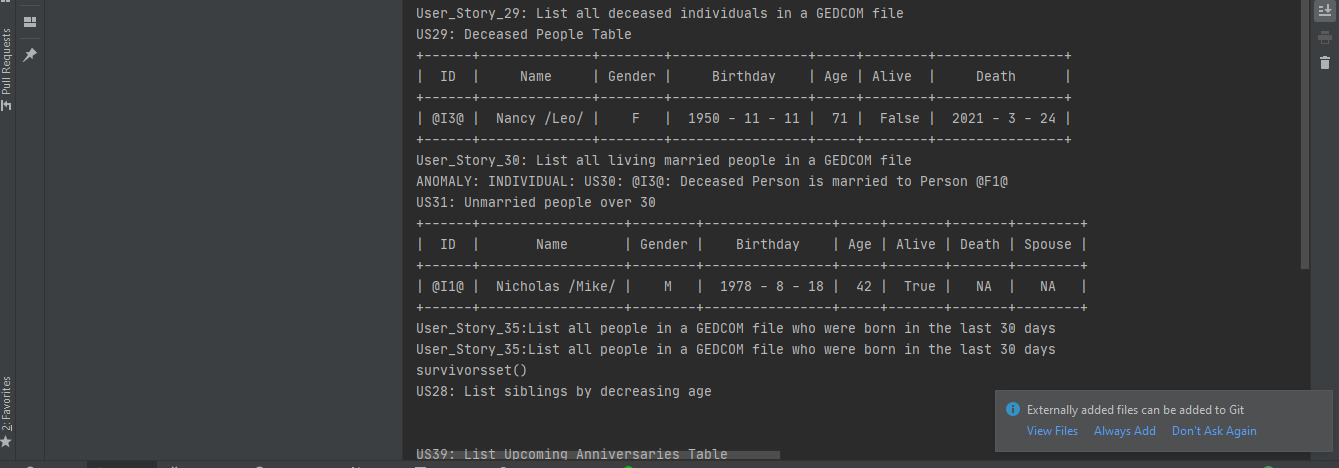 Pull Requests
2: Favorites
User_Story_29: List all deceased individuals in a GEDCOM file
US29: Deceased People Table
+------+--------------+--------+-----------------+-----+--------+----------------+
|  ID  |     Name     | Gender |     Birthday    | Age | Alive  |     Death      |
+------+--------------+--------+-----------------+-----+--------+----------------+
| @I3@ |  Nancy /Leo/ |   F    |  1950 - 11 - 11 |  71 |  False |  2021 - 3 - 24 |
+------+--------------+--------+-----------------+-----+--------+----------------+
User_Story_30: List all living married people in a GEDCOM file
ANOMALY: INDIVIDUAL: US30: @I3@: Deceased Person is married to Person @F1@
US31: Unmarried people over 30
+------+------------------+--------+----------------+-----+-------+-------+--------+
|  ID  |       Name       | Gender |    Birthday    | Age | Alive | Death | Spouse |
+------+------------------+--------+----------------+-----+-------+-------+--------+
| @I1@ |  Nicholas /Mike/ |   M    |  1978 - 8 - 18 |  42 |  True |   NA  |   NA   |
+------+------------------+--------+----------------+-----+-------+-------+--------+
User_Story_35:List all people in a GEDCOM file who were born in the last 30 days
User_Story_35:List all people in a GEDCOM file who were born in the last 30 days
survivorsset()
US28: List siblings by decreasing age
US39: List Upcoming Anniversaries Table
Externally added files can be added to Git
View Files Always Add Don't Ask Again